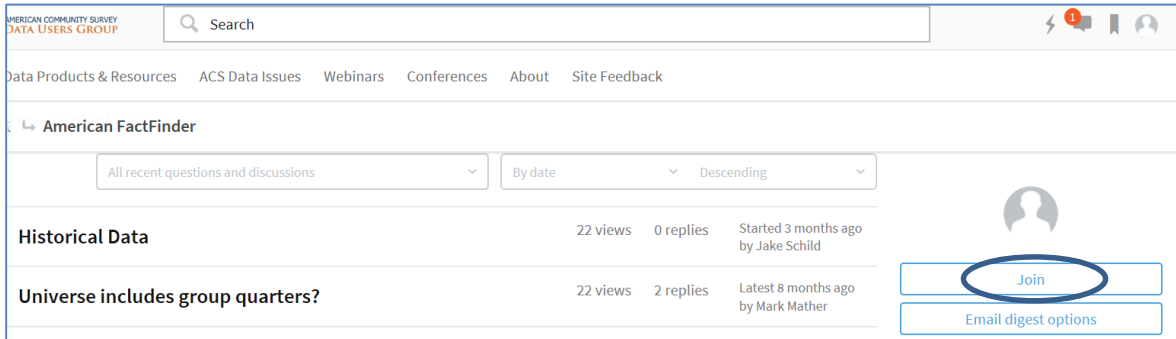 AMERICAN COMMUNITY SURVEY
DATA USERS GROUP
Search
1
Data Products & Resources ACS Data Issues Webinars Conferences About Site Feedback
American FactFinder
All recent questions and discussions By date Descending
Historical Data 22 views 0 replies Started 3 months ago
by Jake Schild
Join
Universe includes group quarters? 22 views 2 replies Latest 8 months ago
by Mark Mather
Email digest options